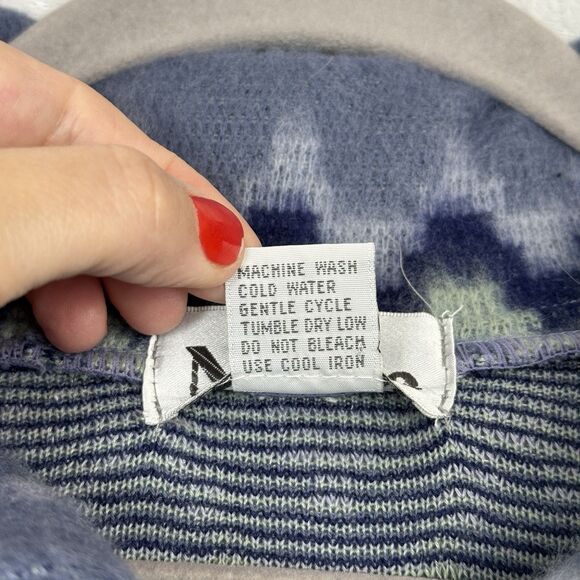 MACHINE WASH
COLD WATER
GENTLE CYCLE
TUMBLE DRY LOW
DO NOT BLEACH
USE COOL IRON